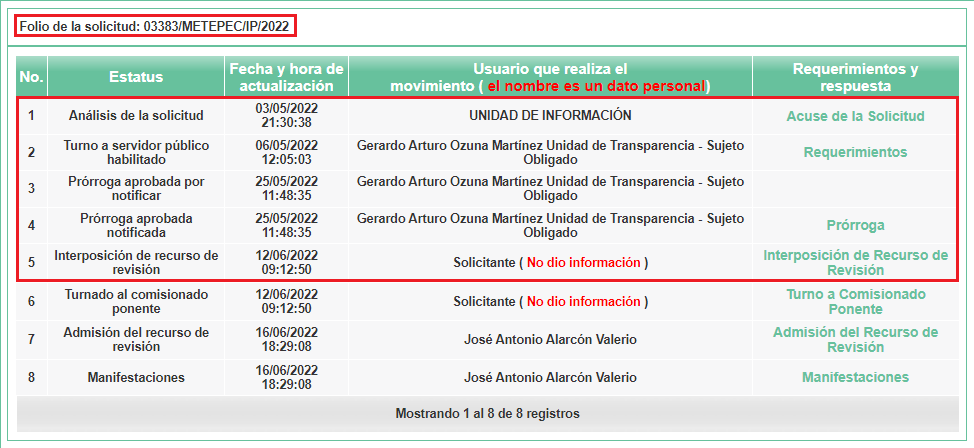 Folio de la solicitud: 03383/METEPEC/IP/2022
No. Estatus Fecha y hora de actualización Usuario que realiza el movimiento ( el nombre es un dato personal) Requerimientos y respuesta
1 Análisis de la solicitud 03/05/2022 21:30:38 UNIDAD DE INFORMACIÓN Acuse de la Solicitud
2 Turno a servidor público habilitado 06/05/2022 12:05:03 Gerardo Arturo Ozuna Martínez Unidad de Transparencia - Sujeto Obligado Requerimientos
3 Prórroga aprobada por notificar 25/05/2022 11:48:35 Gerardo Arturo Ozuna Martínez Unidad de Transparencia - Sujeto Obligado
4 Prórroga aprobada notificada 25/05/2022 11:48:35 Gerardo Arturo Ozuna Martínez Unidad de Transparencia - Sujeto Obligado Prórroga
5 Interposición de recurso de revisión 12/06/2022 09:12:50 Solicitante ( No dio información ) Interposición de Recurso de Revisión
6 Turnado al comisionado ponente 12/06/2022 09:12:50 Solicitante ( No dio información ) Turno a Comisionado Ponente
7 Admisión del recurso de revisión 16/06/2022 18:29:08 José Antonio Alarcón Valerio Admisión del Recurso de Revisión
8 Manifestaciones 16/06/2022 18:29:08 José Antonio Alarcón Valerio Manifestaciones
Mostrando 1 al 8 de 8 registros